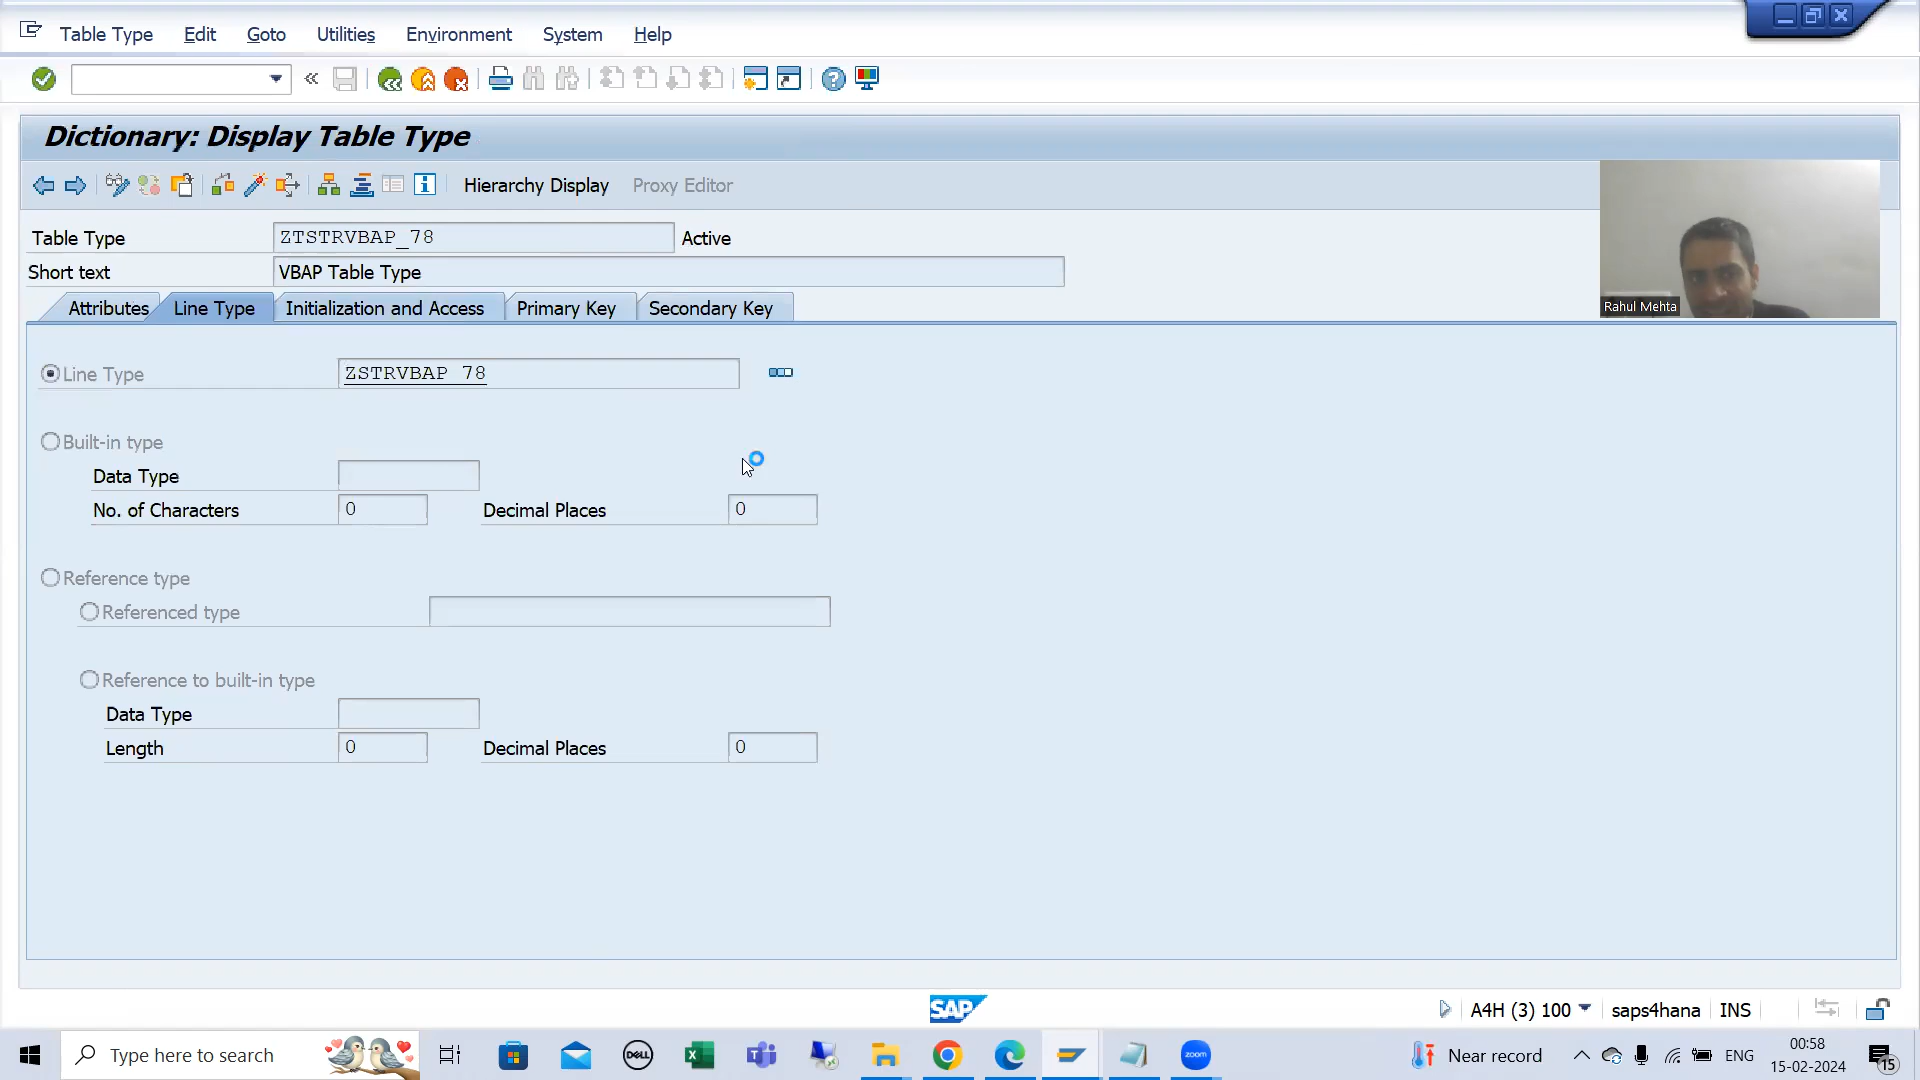 Table Type Edit Goto Utilities Environment System Help
Dictionary: Display Table Type
Hierarchy Display Proxy Editor
Table Type ZTSTRVBAP_78 Active
Short text VBAP Table Type
Attributes Line Type Initialization and Access Primary Key Secondary Key
Rahul Mehta
Line Type ZSTRVBAP_78
Built-in type
Data Type
No. of Characters 0 Decimal Places 0
Reference type
Referenced type
Reference to built-in type
Data Type
Length 0 Decimal Places 0
SAP
A4H (3) 100 saps4hana INS
Type here to search
DELL
zoom
Near record
ENG
00:58
15-02-2024
15